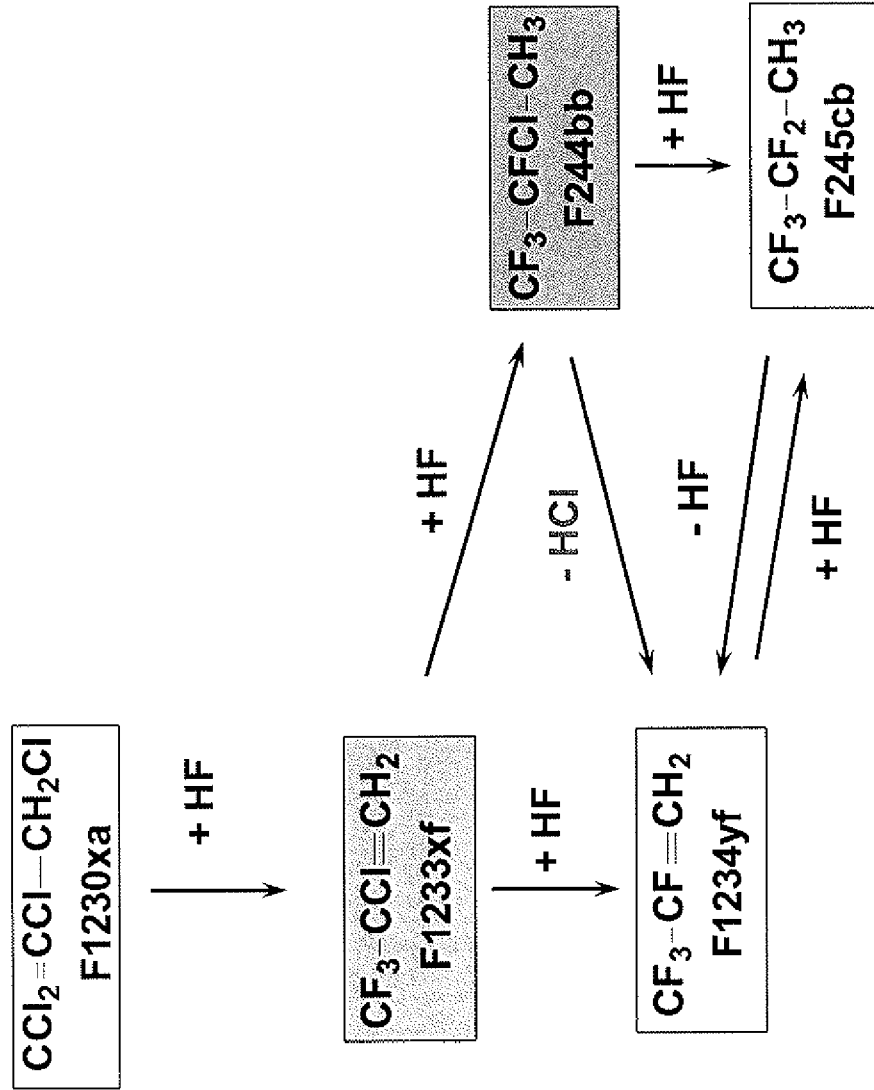 CCl₂=CCl—CH₂Cl
F1230xa
+ HF
CF₃-CCl=CH₂
F1233xf
+ HF
CF₃-CF=CH₂
F1234yf
+ HF
- HCl
- HF
+ HF
CF₃-CFCl-CH₃
F244bb
+ HF
CF₃-CF₂-CH₃
F245cb